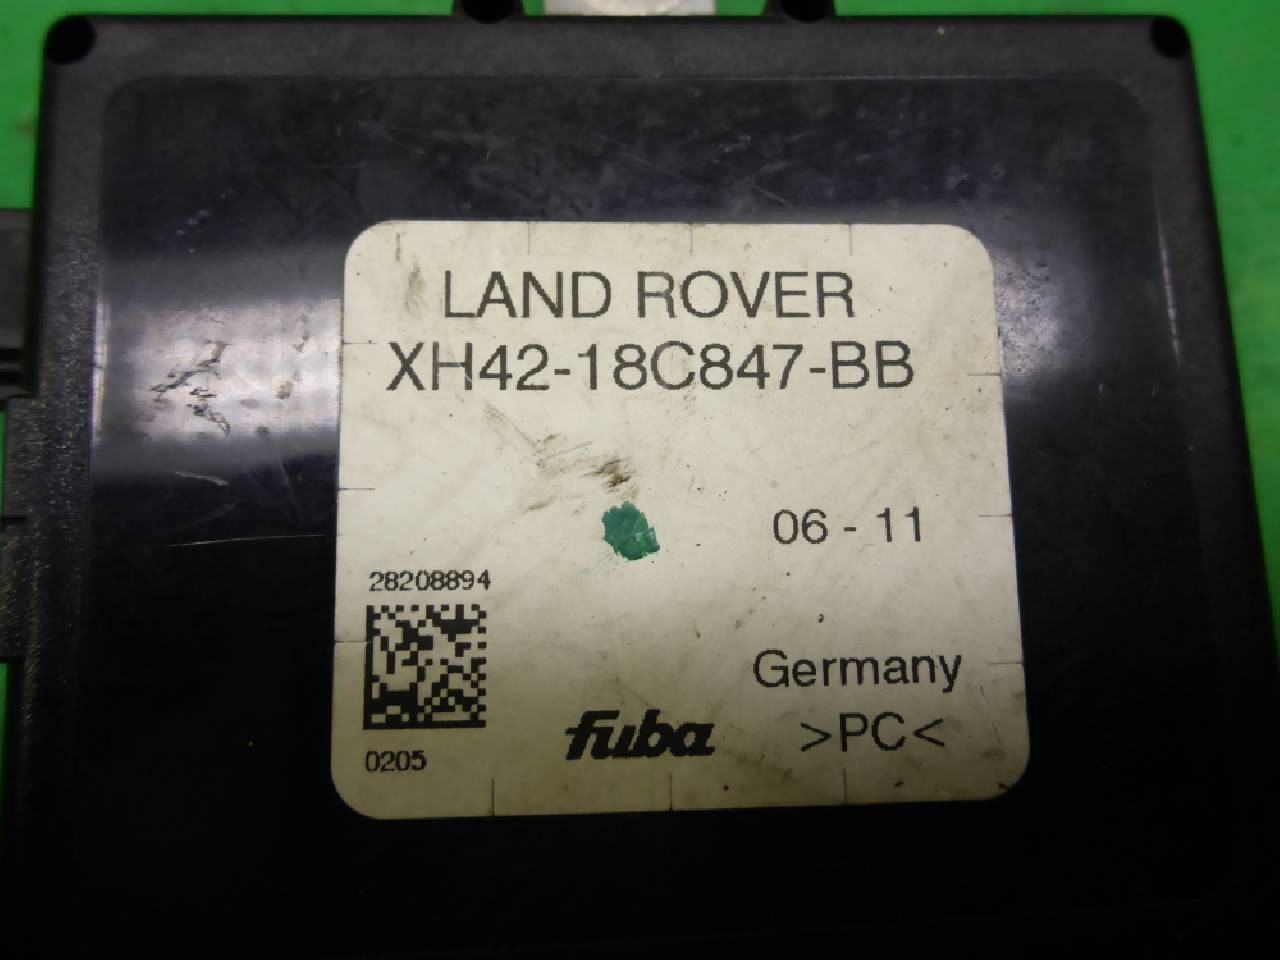 LAND ROVER
XH42-18C847-BB
06 - 11
28208894
Germany
fuba >PC<
0205